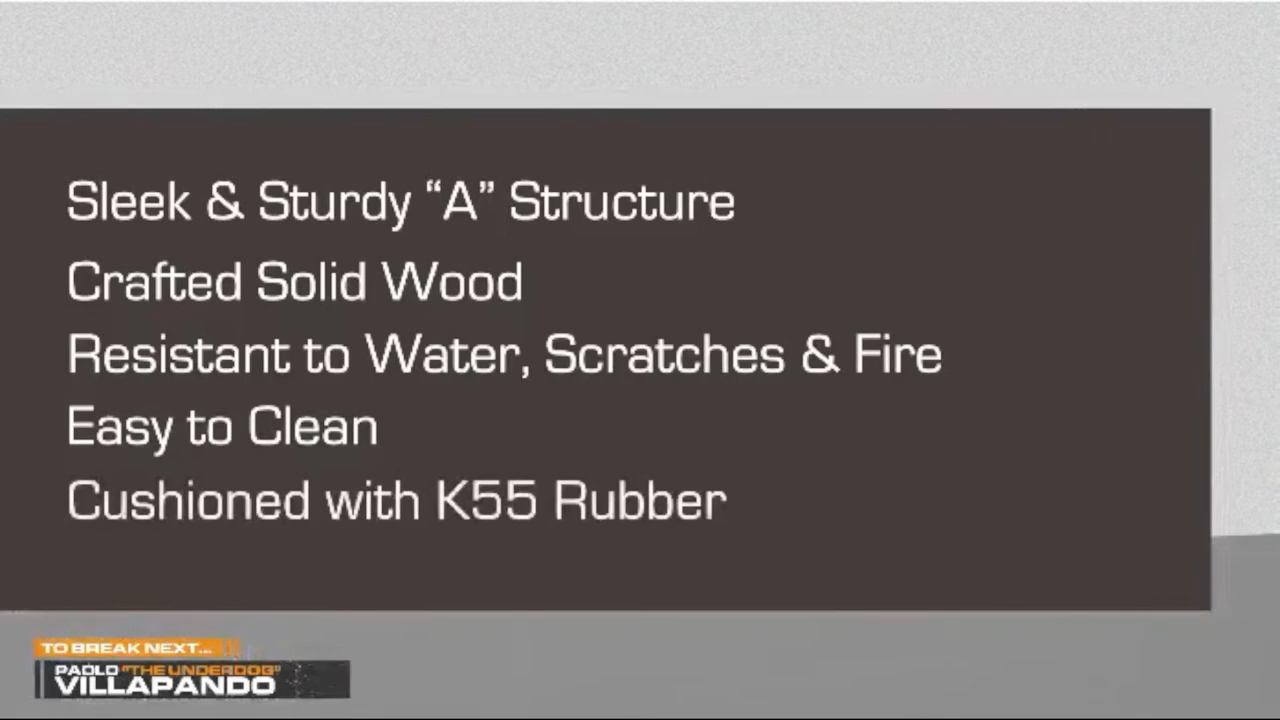 Sleek & Sturdy “A” Structure
Crafted Solid Wood
Resistant to Water, Scratches & Fire
Easy to Clean
Cushioned with K55 Rubber
TO BREAK NEXT...
PAOLO "THE UNDERDOG"
VILLAPANDO